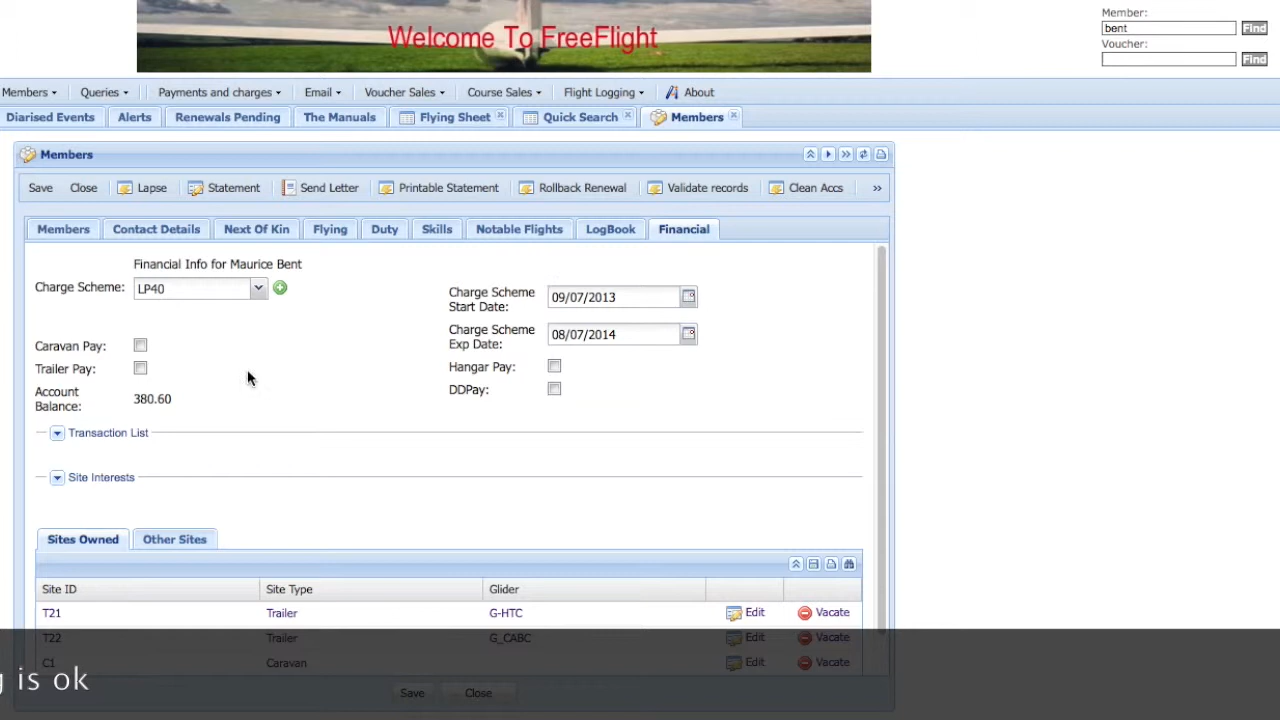 Welcome To FreeFlight
Member:
bent Find
Voucher:
Find
Members Queries Payments and charges Email Voucher Sales Course Sales Flight Logging About
Diarised Events Alerts Renewals Pending The Manuals Flying Sheet Quick Search Members
Members
Save Close Lapse Statement Send Letter Printable Statement Rollback Renewal Validate records Clean Accs »
Members Contact Details Next Of Kin Flying Duty Skills Notable Flights LogBook Financial
Financial Info for Maurice Bent
Charge Scheme: LP40
Charge Scheme
Start Date: 09/07/2013
Charge Scheme
Exp Date: 08/07/2014
Caravan Pay:
Trailer Pay:
Hangar Pay:
DDPay:
Account
Balance: 380.60
Transaction List
Site Interests
Sites Owned Other Sites
Site ID Site Type Glider
T21 Trailer G-HTC Edit Vacate
T22 Trailer G_CABC Edit Vacate
C1 Caravan Edit Vacate
is ok
Save Close